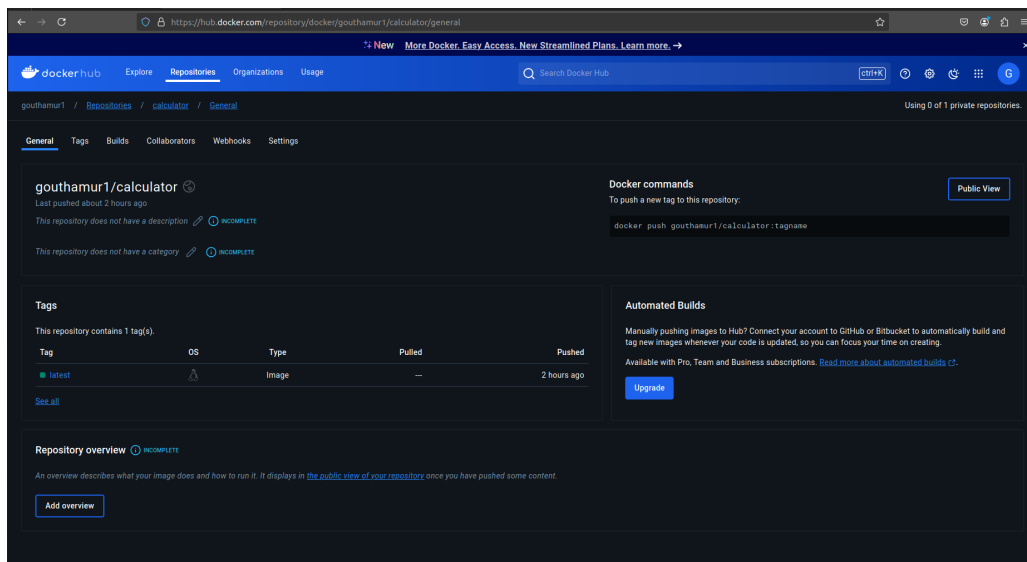 https://hub.docker.com/repository/docker/gouthamur1/calculator/general
New More Docker. Easy Access. New Streamlined Plans. Learn more. →
dockerhub Explore Repositories Organizations Usage Search Docker Hub ctrl+K G
gouthamur1 / Repositories / calculator / General Using 0 of 1 private repositories.
General Tags Builds Collaborators Webhooks Settings
gouthamur1/calculator
Last pushed about 2 hours ago
This repository does not have a description INCOMPLETE
This repository does not have a category INCOMPLETE
Docker commands
To push a new tag to this repository:
Public View
docker push gouthamur1/calculator:tagname
Tags
This repository contains 1 tag(s).
Tag OS Type Pulled Pushed
latest Image --- 2 hours ago
See all
Automated Builds
Manually pushing images to Hub? Connect your account to GitHub or Bitbucket to automatically build and
tag new images whenever your code is updated, so you can focus your time on creating.
Available with Pro, Team and Business subscriptions. Read more about automated builds.
Upgrade
Repository overview INCOMPLETE
An overview describes what your image does and how to run it. It displays in the public view of your repository once you have pushed some content.
Add overview